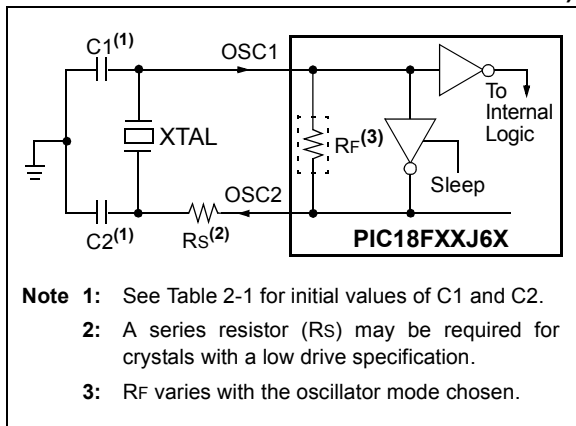 C1(1)
OSC1
To
Internal
Logic
XTAL
RF(3)
Sleep
OSC2
C2(1)
RS(2)
PIC18FXXJ6X
Note 1: See Table 2-1 for initial values of C1 and C2.
2: A series resistor (RS) may be required for
crystals with a low drive specification.
3: RF varies with the oscillator mode chosen.